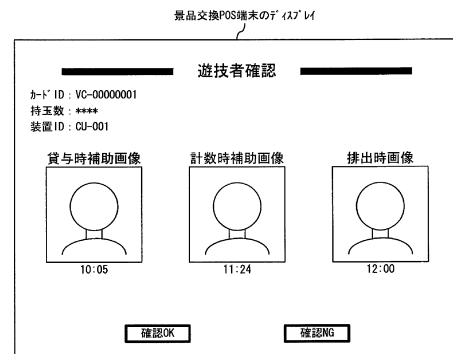 景品交換POS端末のﾃﾞｨｽﾌﾟﾚｲ
遊技者確認
ｶｰﾄﾞID：VC-00000001
持玉数：****
装置ID：CU-001
貸与時補助画像　計数時補助画像　排出時画像
10:05　11:24　12:00
確認OK　確認NG